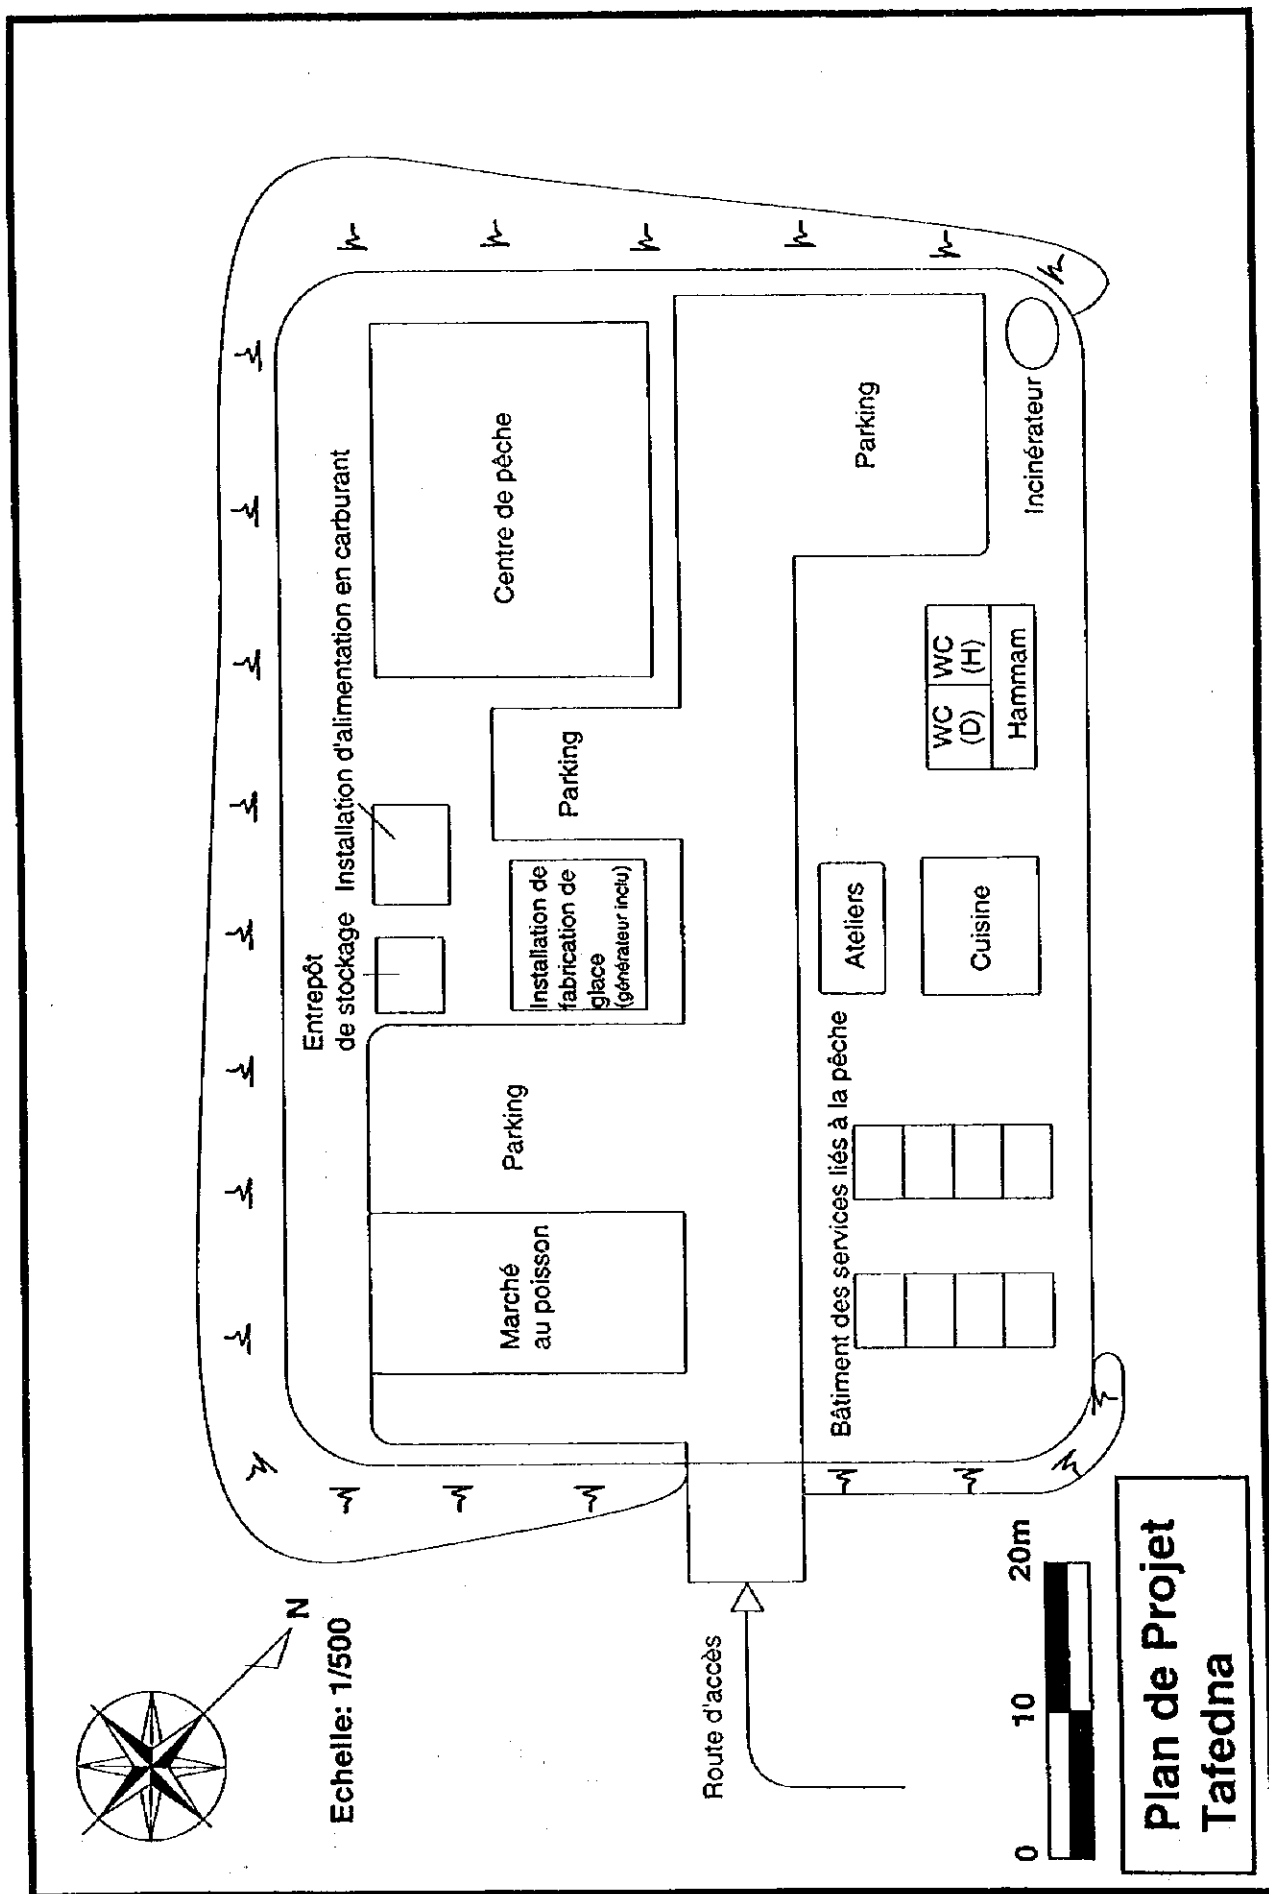 Entrepôt
de stockage
Installation d'alimentation en carburant
Centre de pêche
Marché
au poisson
Parking
Installation de
fabrication de
glace
(générateur inclu)
Parking
Parking
Bâtiment des services liés à la pêche
Ateliers
Cuisine
WC
(D)
WC
(H)
Hammam
Incinérateur
N
Echelle: 1/500
Route d'accès
0 10 20m
Plan de Projet
Tafedna